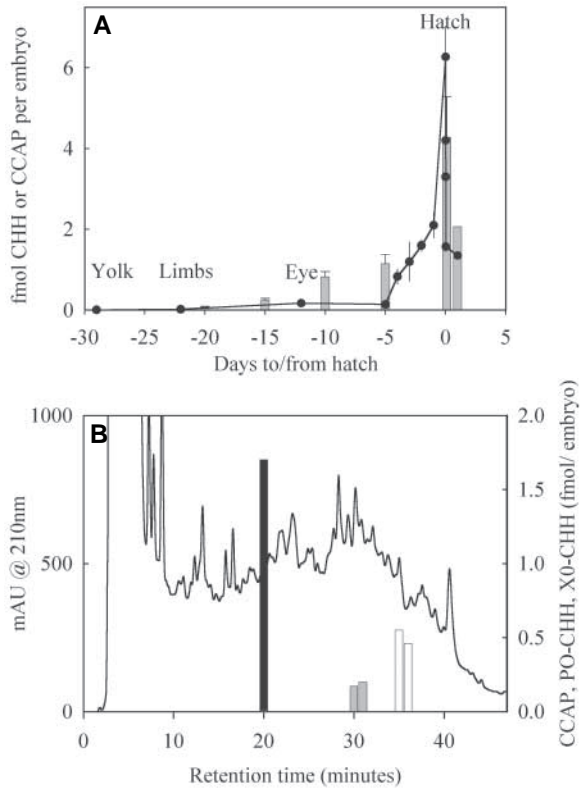 A
Hatch
fmol CHH or CCAP per embryo
6
4
2
0
Yolk Limbs Eye
-30 -25 -20 -15 -10 -5 0 5
Days to/from hatch
B
mAU @ 210nm
1000
500
0
CCAP, PO-CHH, X0-CHH (fmol/ embryo)
2.0
1.5
1.0
0.5
0.0
0 10 20 30 40
Retention time (minutes)